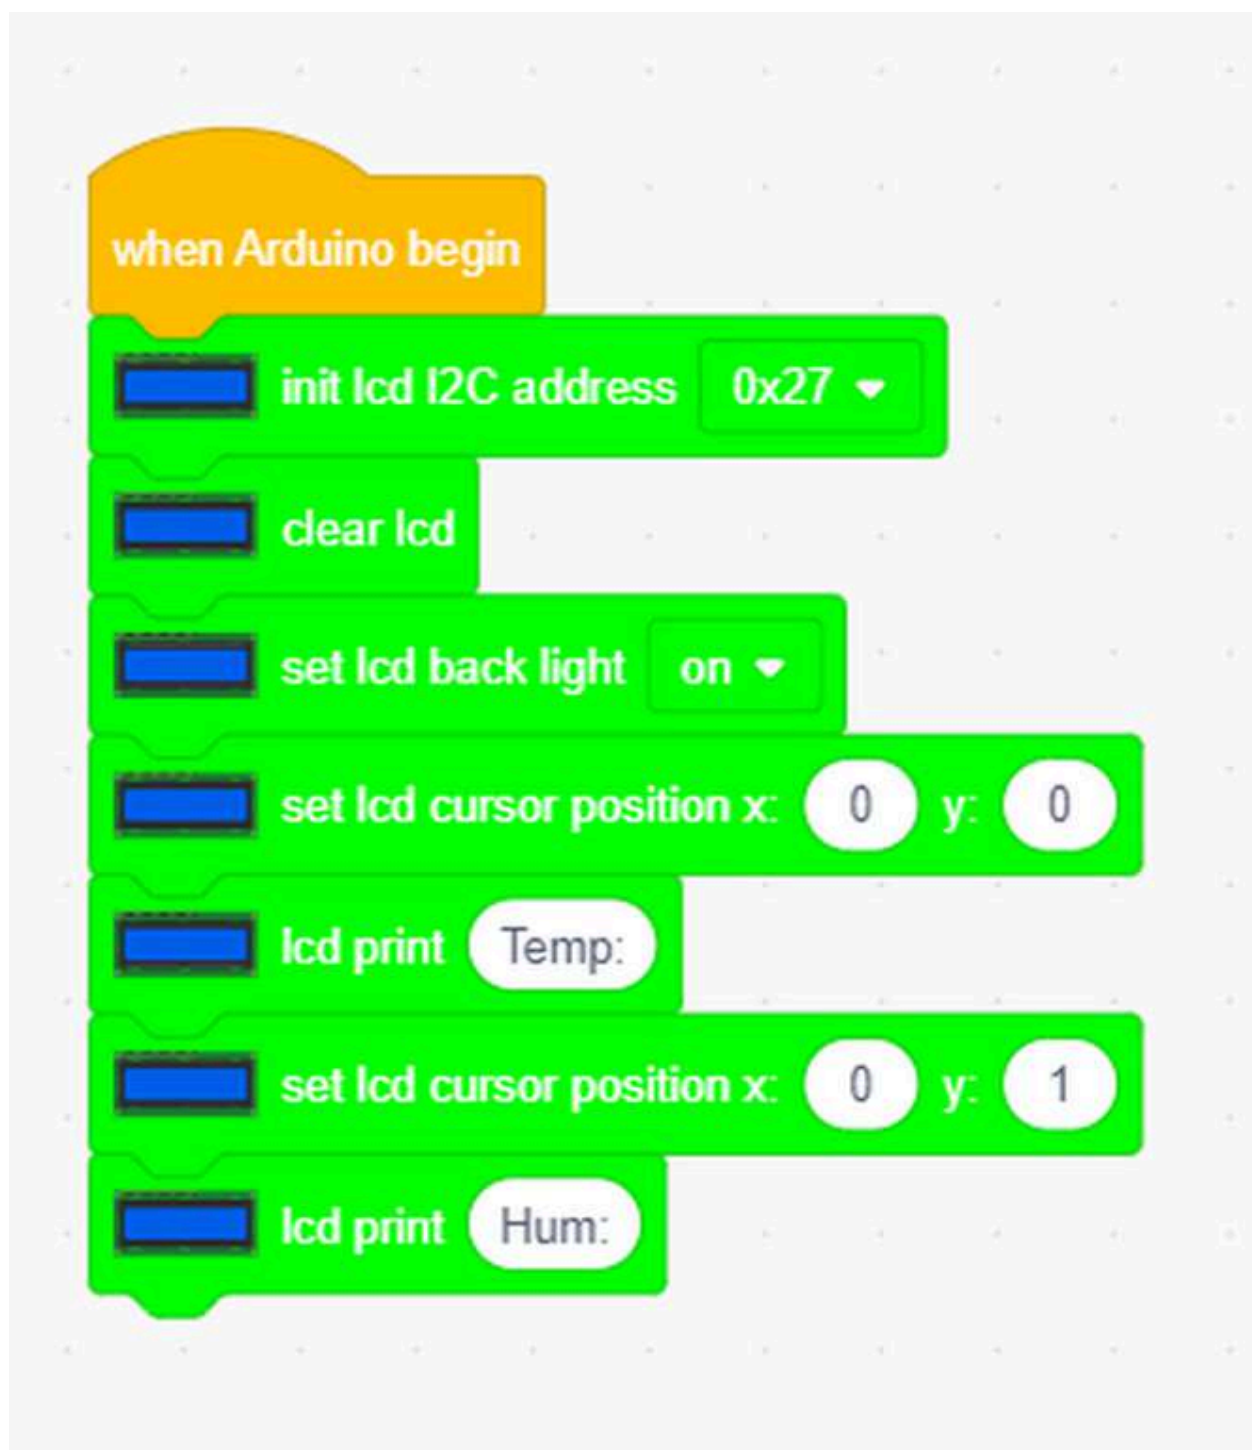 when Arduino begin
init lcd I2C address 0x27
clear lcd
set lcd back light on
set lcd cursor position x: 0 y: 0
lcd print Temp:
set lcd cursor position x: 0 y: 1
lcd print Hum: